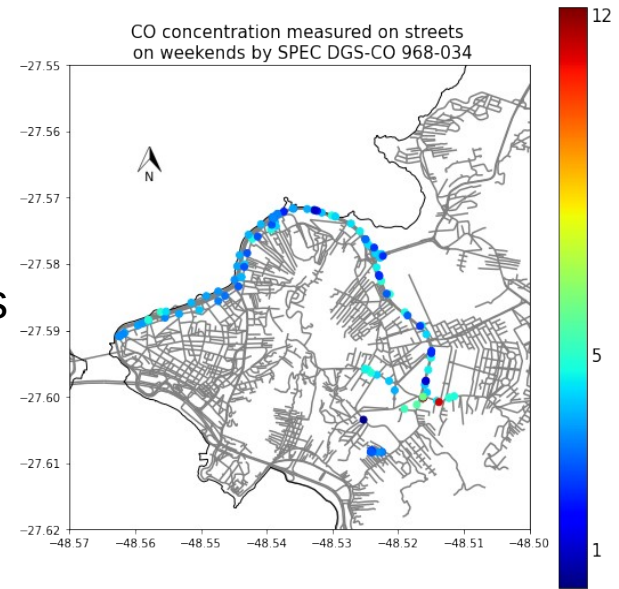 CO concentration measured on streets
on weekends by SPEC DGS-CO 968-034
12
5
1
−27.55
−27.56
−27.57
−27.58
−27.59
−27.60
−27.61
−27.62
N
s
−48.57 −48.56 −48.55 −48.54 −48.53 −48.52 −48.51 −48.50